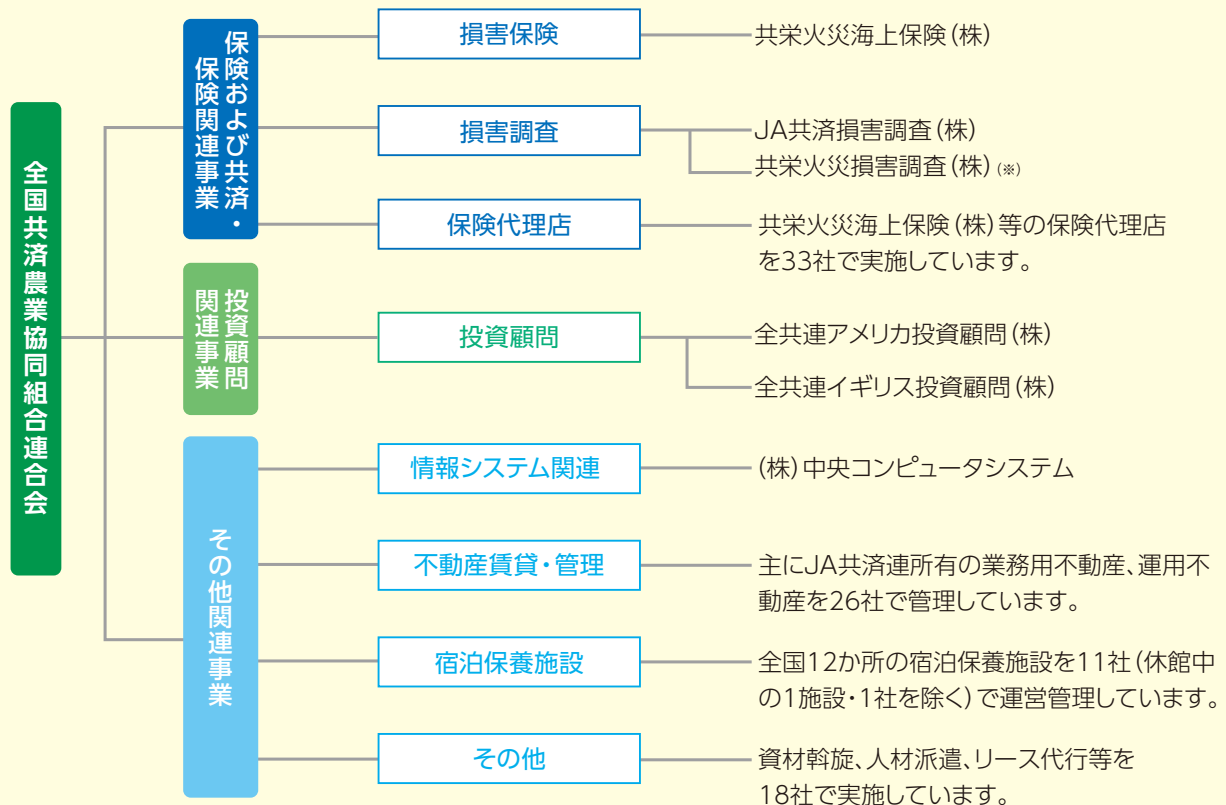 全国共済農業協同組合連合会
保険および共済・
保険関連事業
損害保険
共栄火災海上保険(株)
損害調査
JA共済損害調査(株)
共栄火災損害調査(株)(※)
保険代理店
共栄火災海上保険(株)等の保険代理店
を33社で実施しています。
投資顧問
関連事業
投資顧問
全共連アメリカ投資顧問(株)
全共連イギリス投資顧問(株)
その他関連事業
情報システム関連
(株)中央コンピュータシステム
不動産賃貸・管理
主にJA共済連所有の業務用不動産、運用不
動産を26社で管理しています。
宿泊保養施設
全国12か所の宿泊保養施設を11社(休館中
の1施設・1社を除く)で運営管理しています。
その他
資材斡旋、人材派遣、リース代行等を
18社で実施しています。